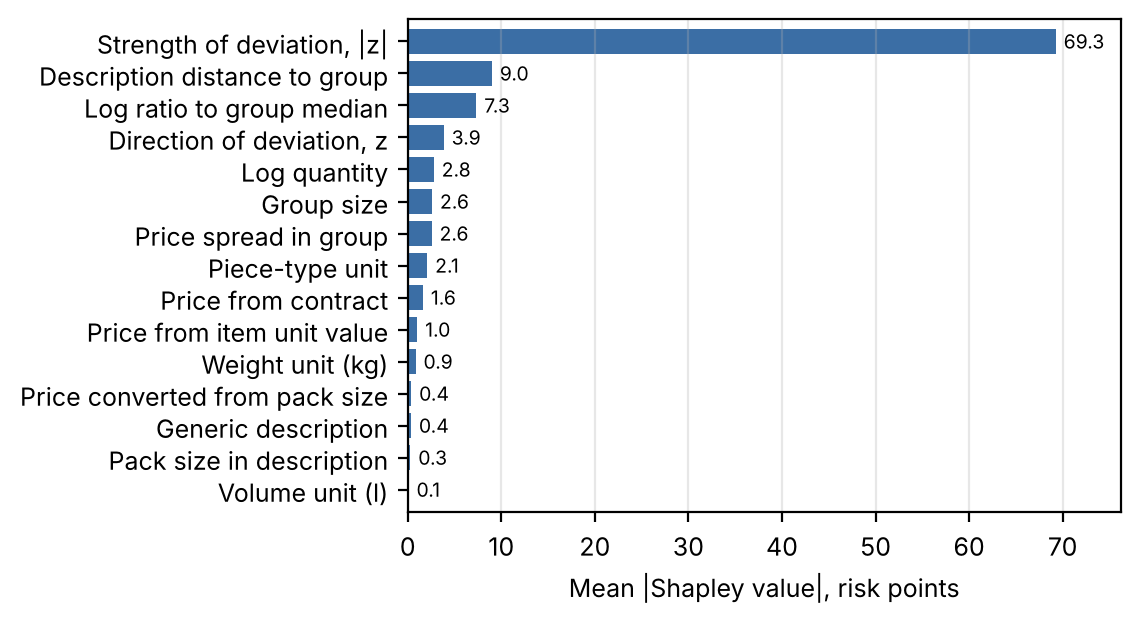 Strength of deviation, |z| 69.3
Description distance to group 9.0
Log ratio to group median 7.3
Direction of deviation, z 3.9
Log quantity 2.8
Group size 2.6
Price spread in group 2.6
Piece-type unit 2.1
Price from contract 1.6
Price from item unit value 1.0
Weight unit (kg) 0.9
Price converted from pack size 0.4
Generic description 0.4
Pack size in description 0.3
Volume unit (l) 0.1
0 10 20 30 40 50 60 70
Mean |Shapley value|, risk points